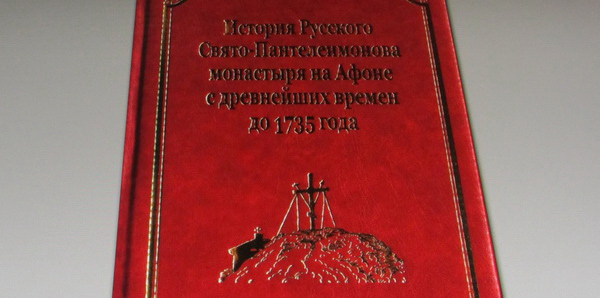 История Русского
Свято-Пантелеимонова
монастыря на Афоне
с древнейших времен
до 1735 года